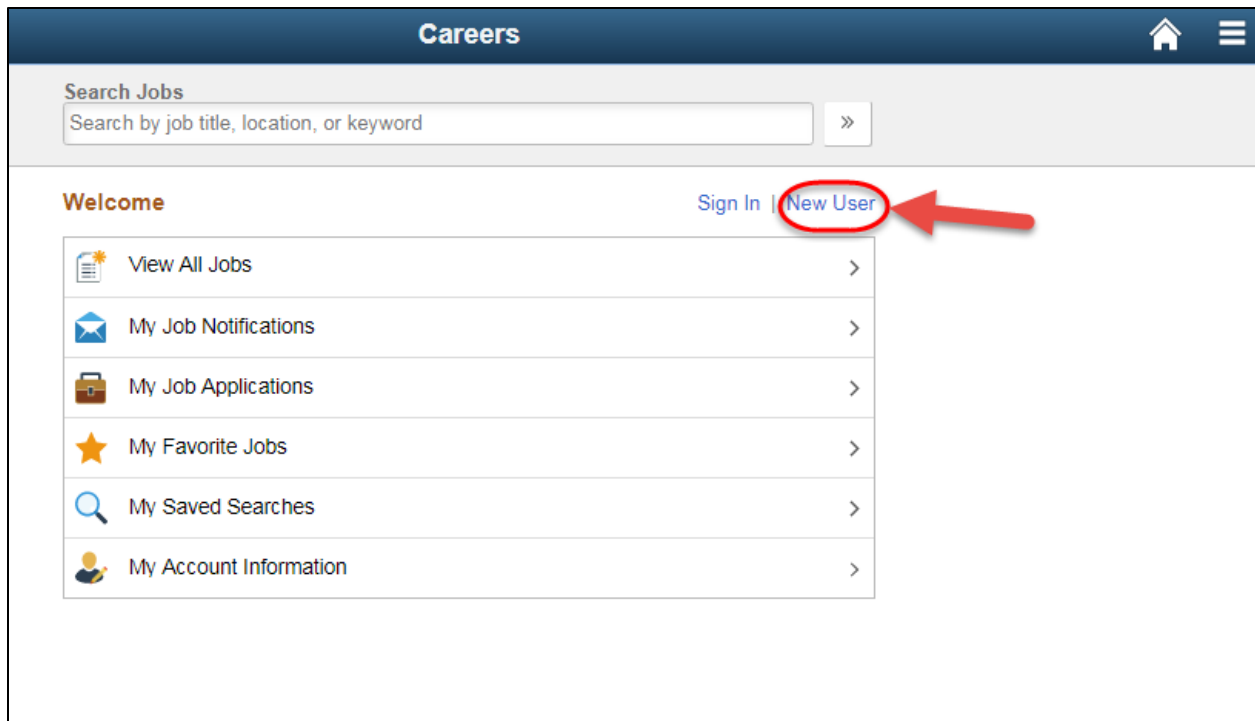 Careers
Search Jobs
Search by job title, location, or keyword
»
Welcome
Sign In | New User
View All Jobs
My Job Notifications
My Job Applications
My Favorite Jobs
My Saved Searches
My Account Information